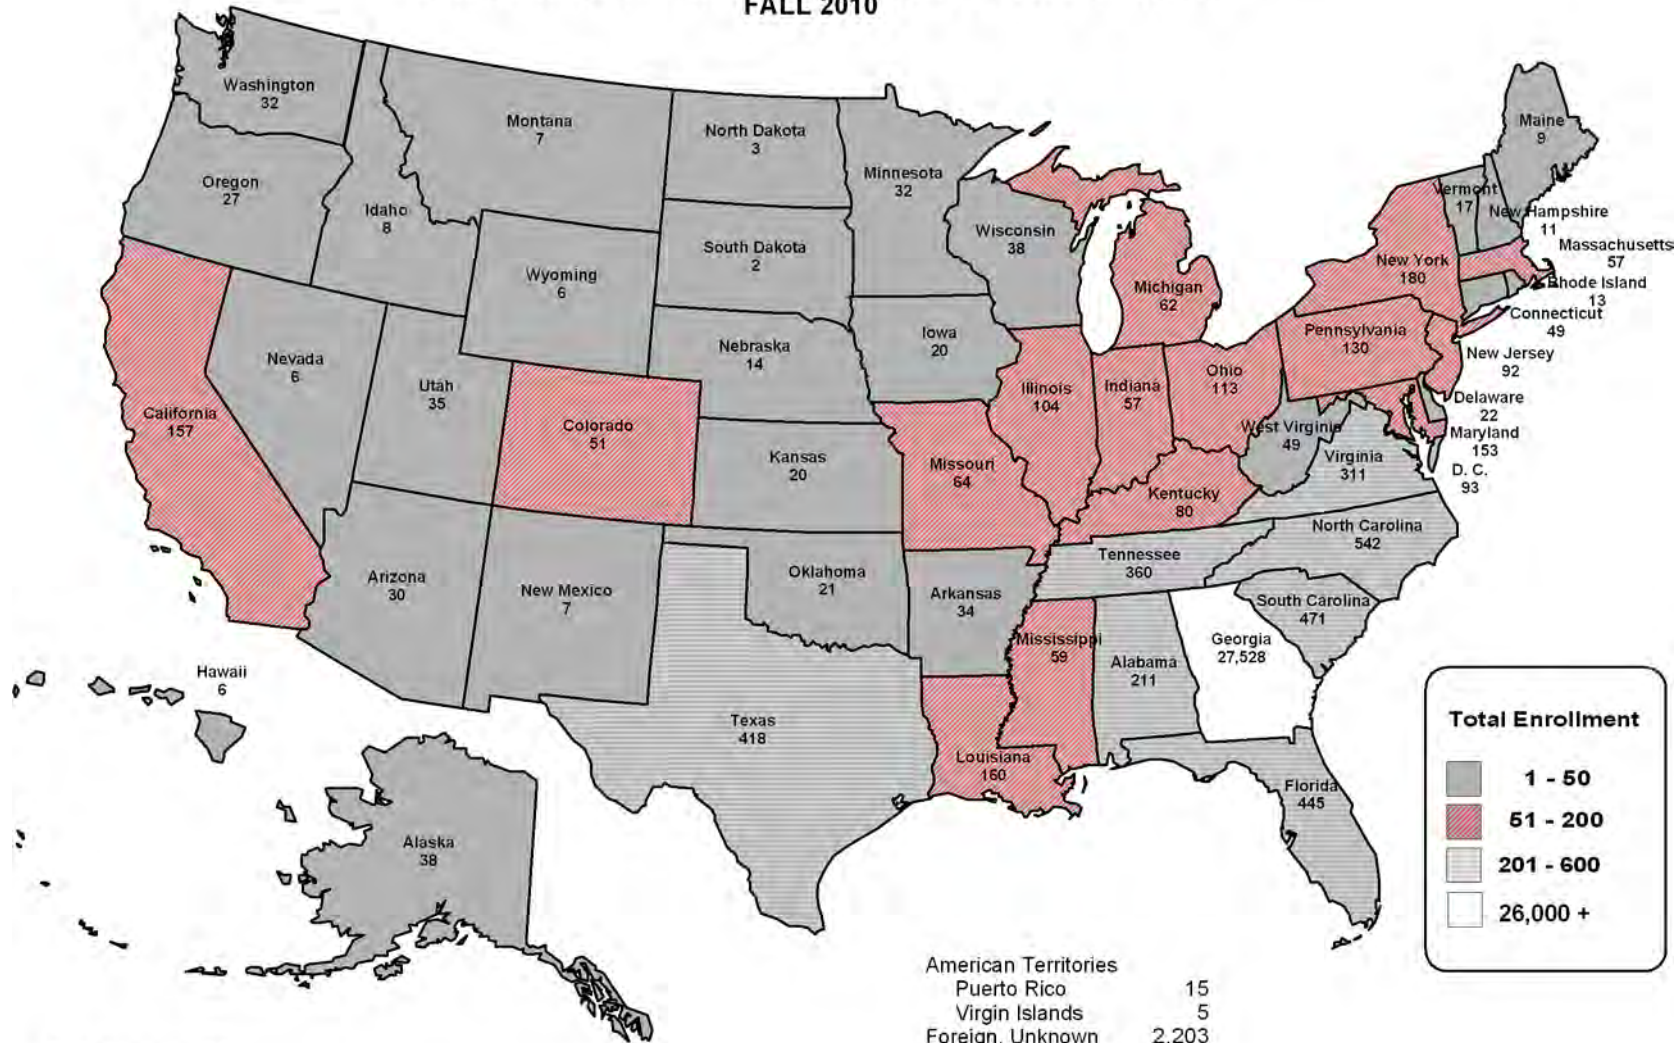 FALL 2010
Washington
32
Montana
7
North Dakota
3
Minnesota
32
Maine
9
Oregon
27
Idaho
8
Vermont
17
New Hampshire
11
Wisconsin
38
South Dakota
2
Massachusetts
57
Wyoming
6
New York
180
Michigan
62
Rhode Island
13
Connecticut
49
Pennsylvania
130
Iowa
20
Nebraska
14
New Jersey
92
Nevada
6
Utah
35
Illinois
104
Indiana
57
Ohio
113
Delaware
22
California
157
Colorado
51
West Virginia
49
Maryland
153
Virginia
311
D. C.
93
Kansas
20
Missouri
64
Kentucky
80
North Carolina
542
Tennessee
360
Arizona
30
New Mexico
7
Oklahoma
21
Arkansas
34
South Carolina
471
Mississippi
59
Georgia
27,528
Alabama
211
Hawaii
6
Texas
418
Louisiana
160
Florida
445
Alaska
38
Total Enrollment
1 - 50
51 - 200
201 - 600
26,000 +
American Territories
Puerto Rico 15
Virgin Islands 5
Foreign, Unknown 2,203